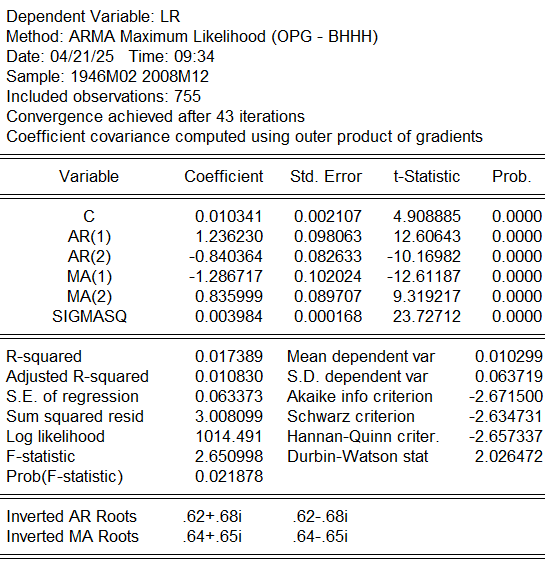 Dependent Variable: LR
Method: ARMA Maximum Likelihood (OPG - BHHH)
Date: 04/21/25 Time: 09:34
Sample: 1946M02 2008M12
Included observations: 755
Convergence achieved after 43 iterations
Coefficient covariance computed using outer product of gradients
Variable Coefficient Std. Error t-Statistic Prob.
C 0.010341 0.002107 4.908885 0.0000
AR(1) 1.236230 0.098063 12.60643 0.0000
AR(2) -0.840364 0.082633 -10.16982 0.0000
MA(1) -1.286717 0.102024 -12.61187 0.0000
MA(2) 0.835999 0.089707 9.319217 0.0000
SIGMASQ 0.003984 0.000168 23.72712 0.0000
R-squared 0.017389 Mean dependent var 0.010299
Adjusted R-squared 0.010830 S.D. dependent var 0.063719
S.E. of regression 0.063373 Akaike info criterion -2.671500
Sum squared resid 3.008099 Schwarz criterion -2.634731
Log likelihood 1014.491 Hannan-Quinn criter. -2.657337
F-statistic 2.650998 Durbin-Watson stat 2.026472
Prob(F-statistic) 0.021878
Inverted AR Roots .62+.68i .62-.68i
Inverted MA Roots .64+.65i .64-.65i